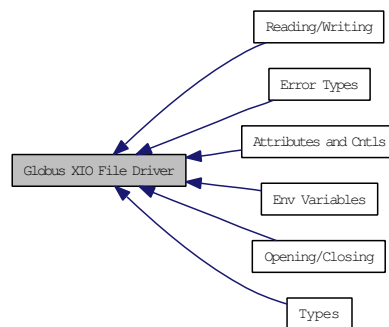 Reading/Writing
Error Types
Attributes and Cntls
Globus XIO File Driver
Env Variables
Opening/Closing
Types